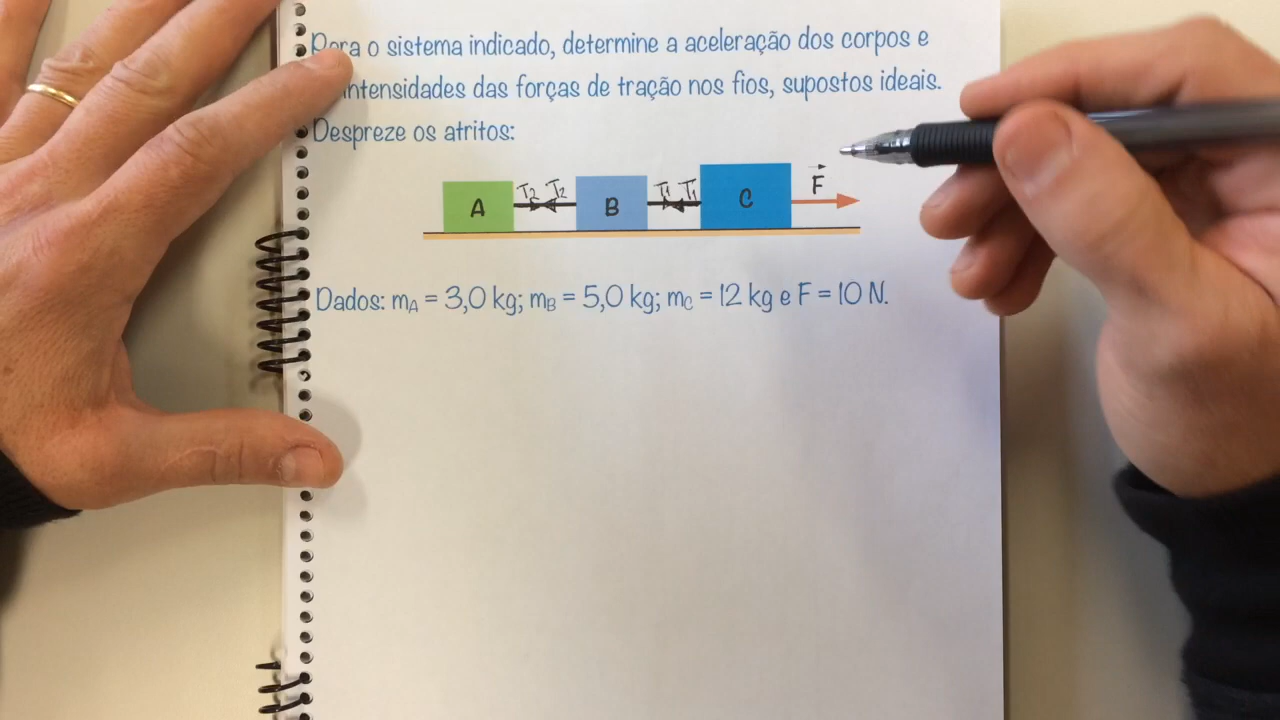 Para o sistema indicado, determine a aceleração dos corpos e
intensidades das forças de tração nos fios, supostos ideais.
Despreze os atritos:
A T₂ T₂ B T₁ T₁ C F
Dados: mA = 3,0 kg; mB = 5,0 kg; mC = 12 kg e F = 10 N.